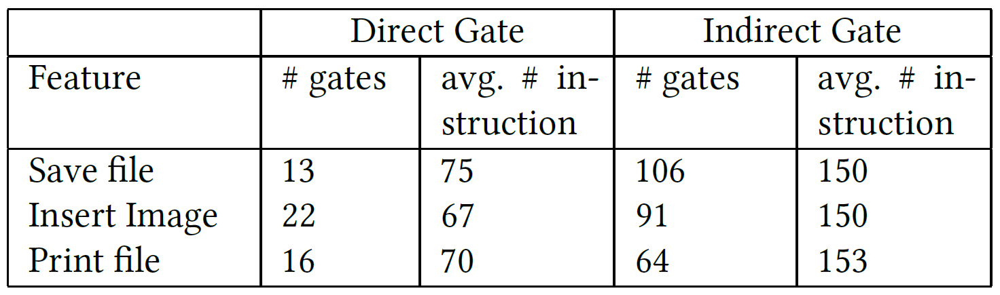 Direct Gate Indirect Gate
Feature # gates avg. # in- # gates avg. # in-
struction struction
Save file 13 75 106 150
Insert Image 22 67 91 150
Print file 16 70 64 153